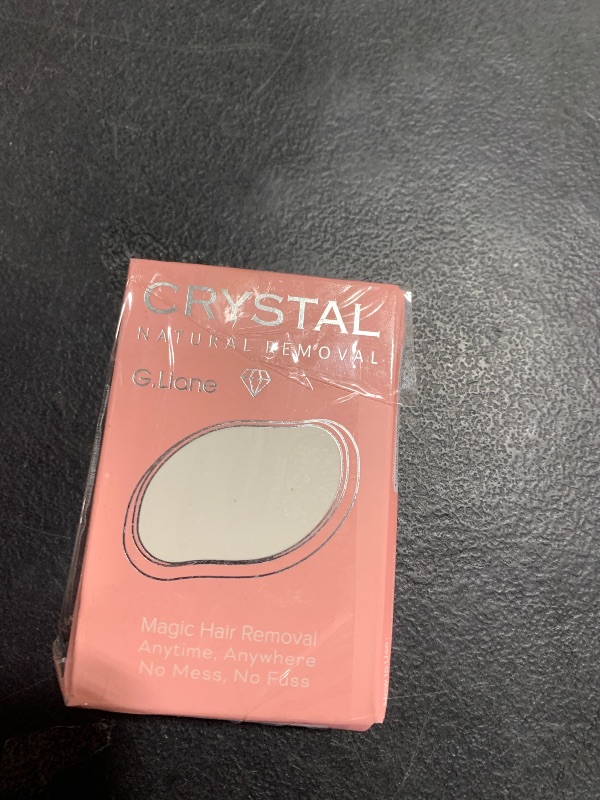 CRYSTAL
NATURAL REMOVAL
G.Liane
Magic Hair Removal
Anytime, Anywhere
No Mess, No Fuss